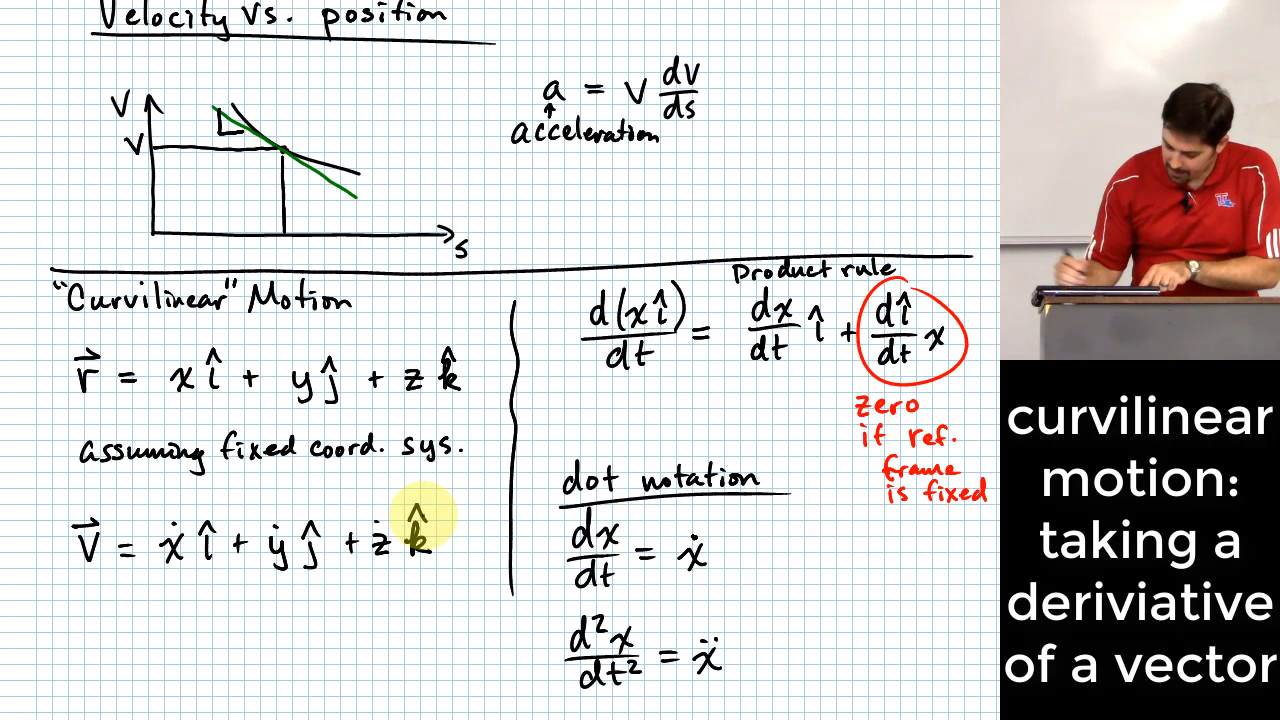 Velocity vs. position
V
V
s
a = v dv/ds
acceleration
"Curvilinear" Motion
r⃗ = x î + y ĵ + z k̂
assuming fixed coord. sys.
V⃗ = ẋ î + ẏ ĵ + ż k̂
Product rule
d(x î)/dt = dx/dt î + dî/dt x
zero
if ref.
frame
is fixed
dot notation
dx/dt = ẋ
d²x/dt² = ẍ
curvilinear
motion:
taking a
deriviative
of a vector